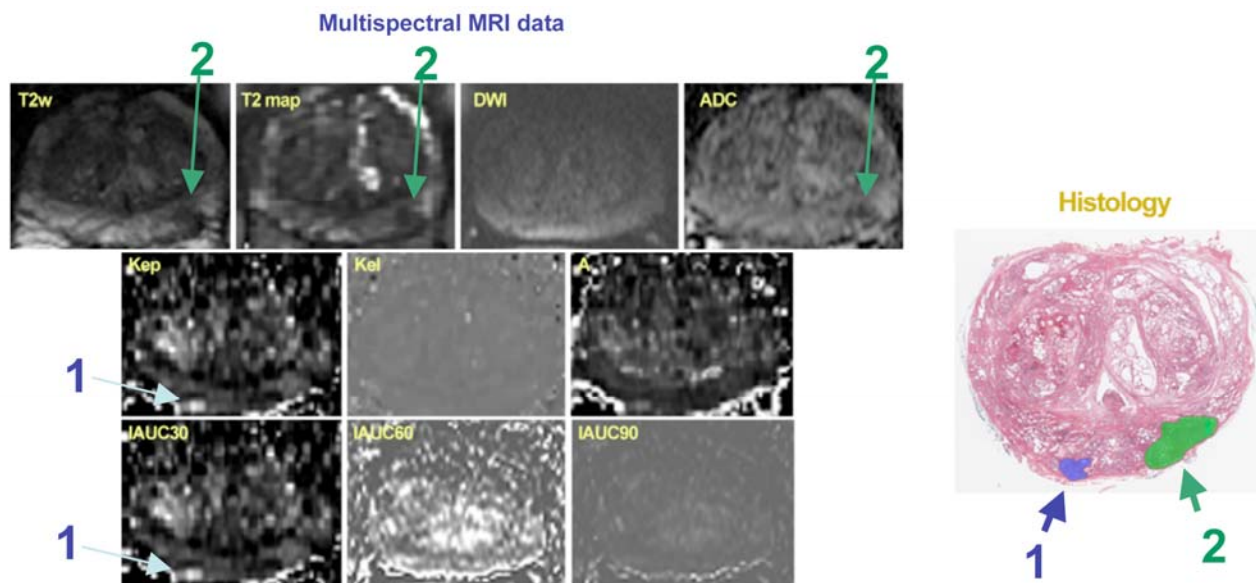 Multispectral MRI data
2
2
2
T2w
T2 map
DWI
ADC
Histology
Kep
Kel
A
1
IAUC30
IAUC60
IAUC90
1
1
2